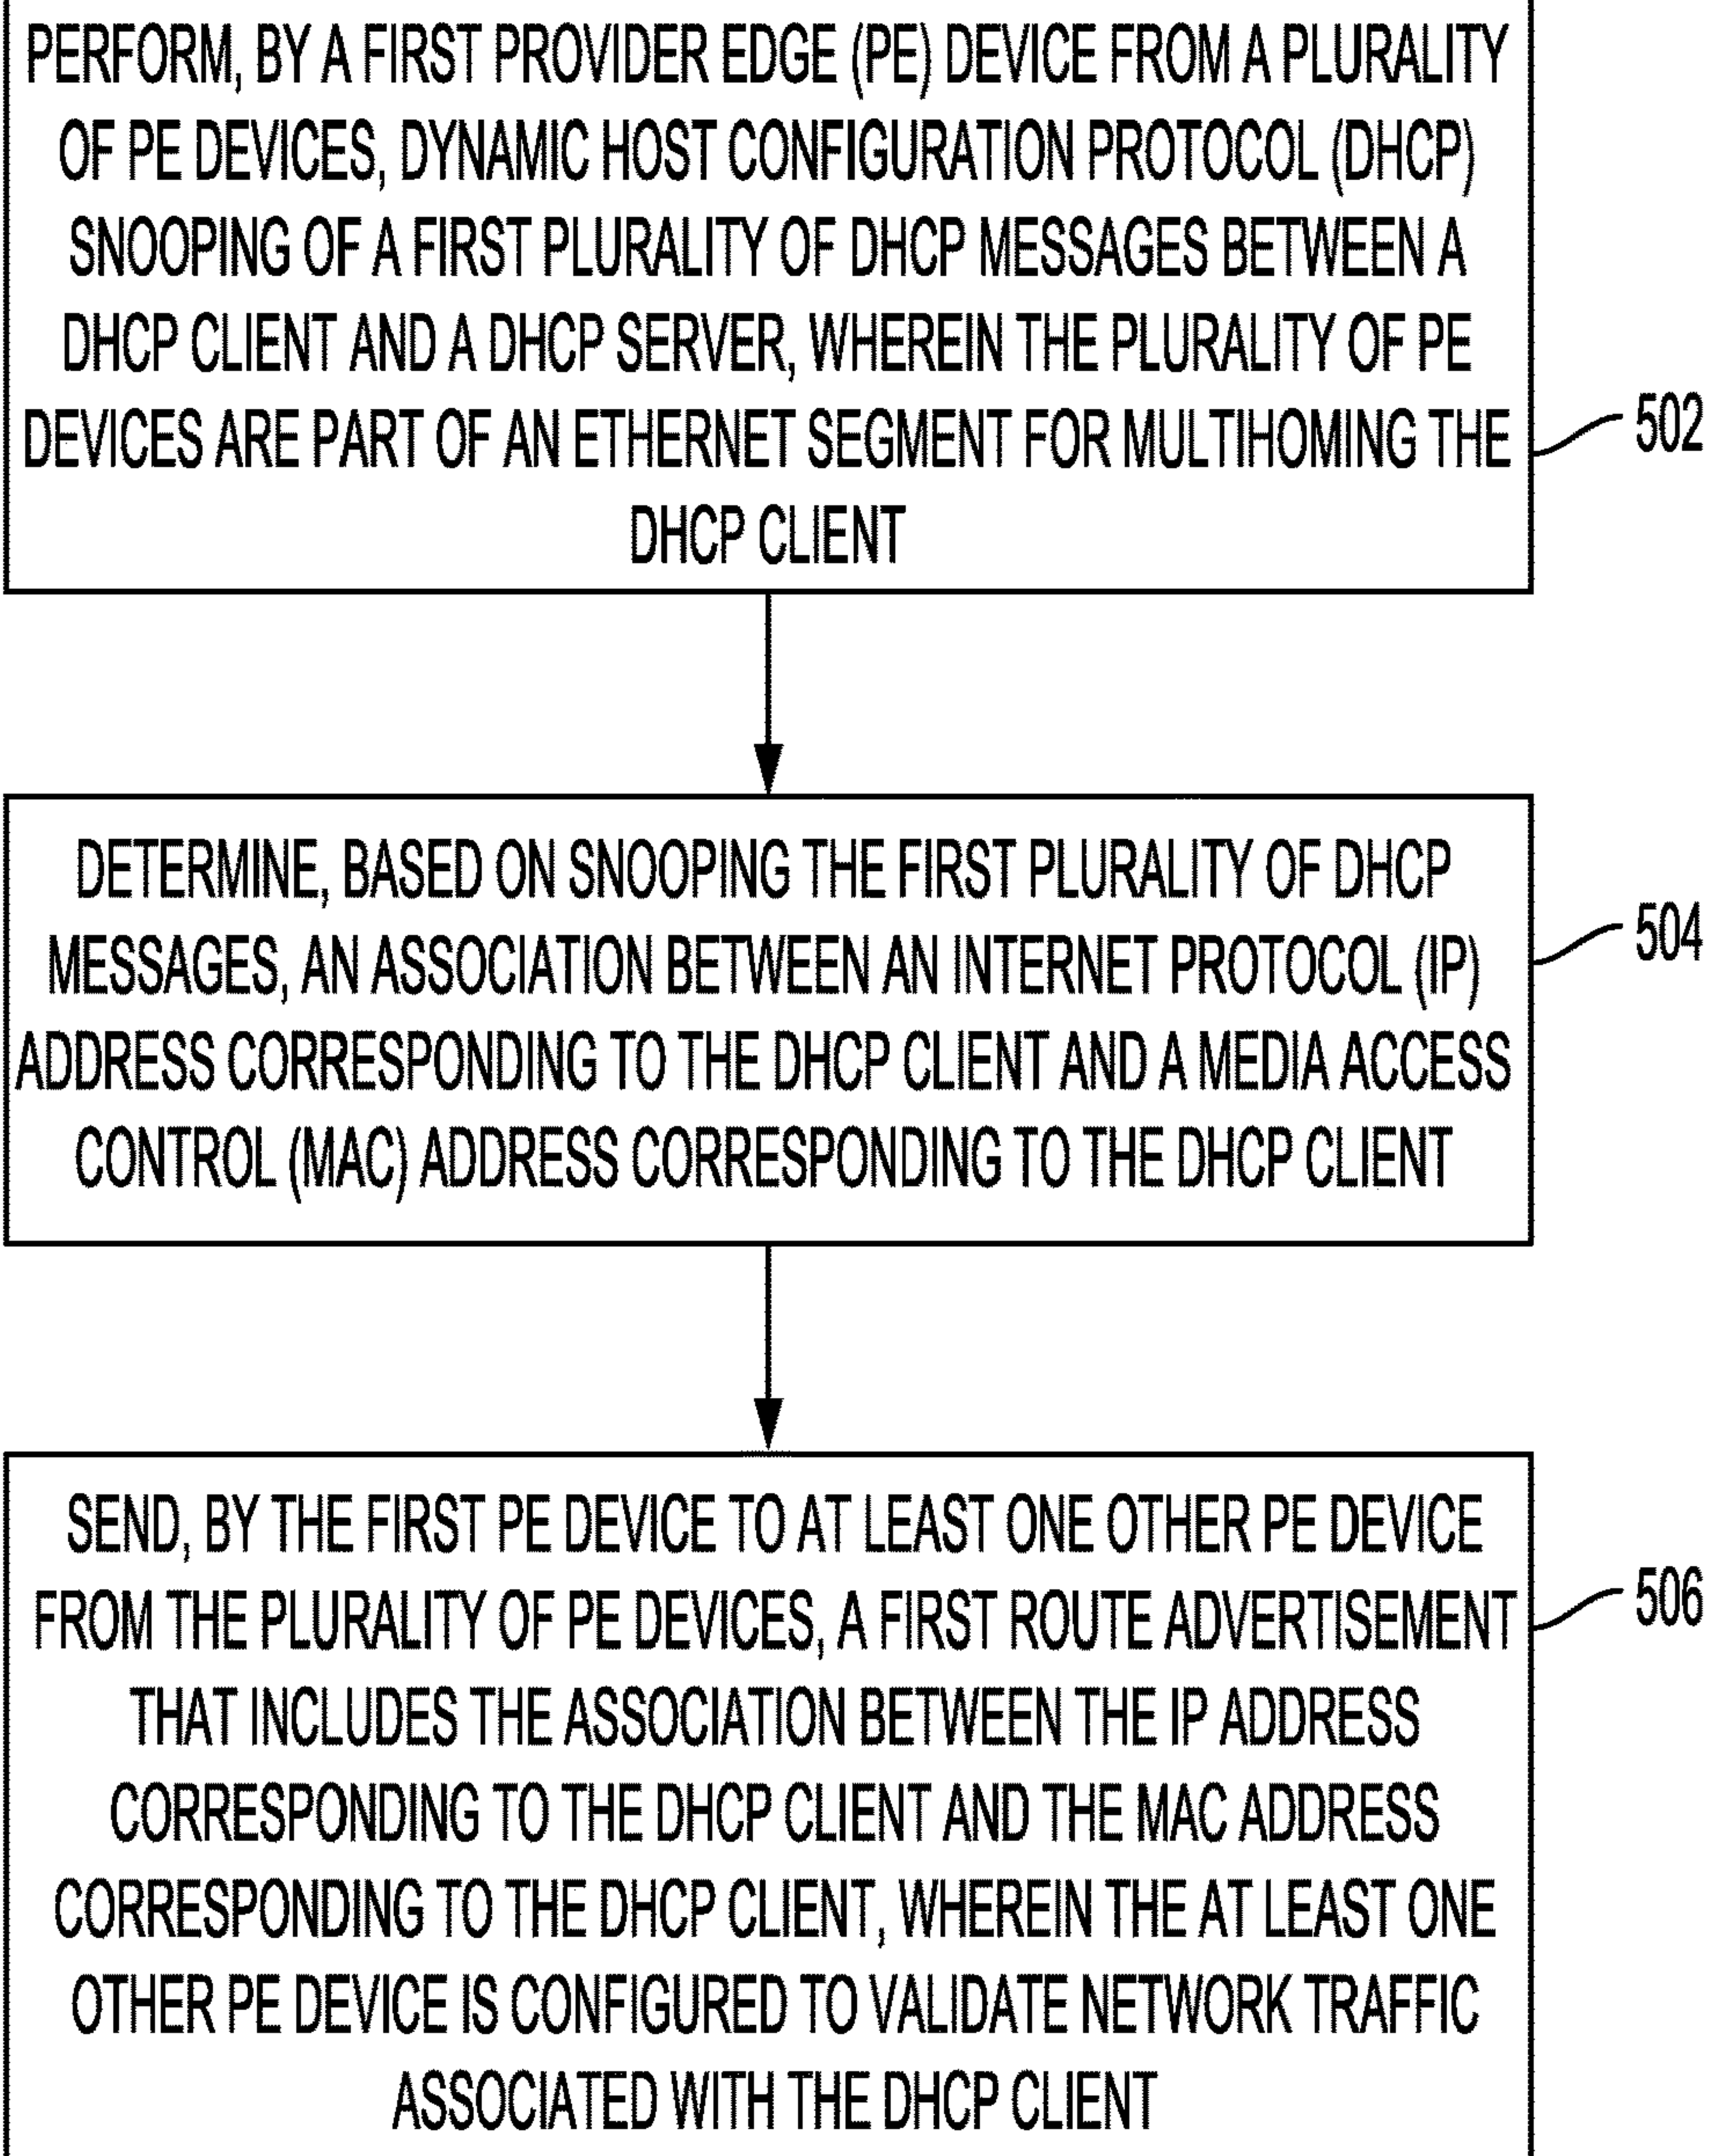 PERFORM, BY A FIRST PROVIDER EDGE (PE) DEVICE FROM A PLURALITY
OF PE DEVICES, DYNAMIC HOST CONFIGURATION PROTOCOL (DHCP)
SNOOPING OF A FIRST PLURALITY OF DHCP MESSAGES BETWEEN A
DHCP CLIENT AND A DHCP SERVER, WHEREIN THE PLURALITY OF PE
DEVICES ARE PART OF AN ETHERNET SEGMENT FOR MULTIHOMING THE
DHCP CLIENT
502
DETERMINE, BASED ON SNOOPING THE FIRST PLURALITY OF DHCP
MESSAGES, AN ASSOCIATION BETWEEN AN INTERNET PROTOCOL (IP)
ADDRESS CORRESPONDING TO THE DHCP CLIENT AND A MEDIA ACCESS
CONTROL (MAC) ADDRESS CORRESPONDING TO THE DHCP CLIENT
504
SEND, BY THE FIRST PE DEVICE TO AT LEAST ONE OTHER PE DEVICE
FROM THE PLURALITY OF PE DEVICES, A FIRST ROUTE ADVERTISEMENT
THAT INCLUDES THE ASSOCIATION BETWEEN THE IP ADDRESS
CORRESPONDING TO THE DHCP CLIENT AND THE MAC ADDRESS
CORRESPONDING TO THE DHCP CLIENT, WHEREIN THE AT LEAST ONE
OTHER PE DEVICE IS CONFIGURED TO VALIDATE NETWORK TRAFFIC
ASSOCIATED WITH THE DHCP CLIENT
506